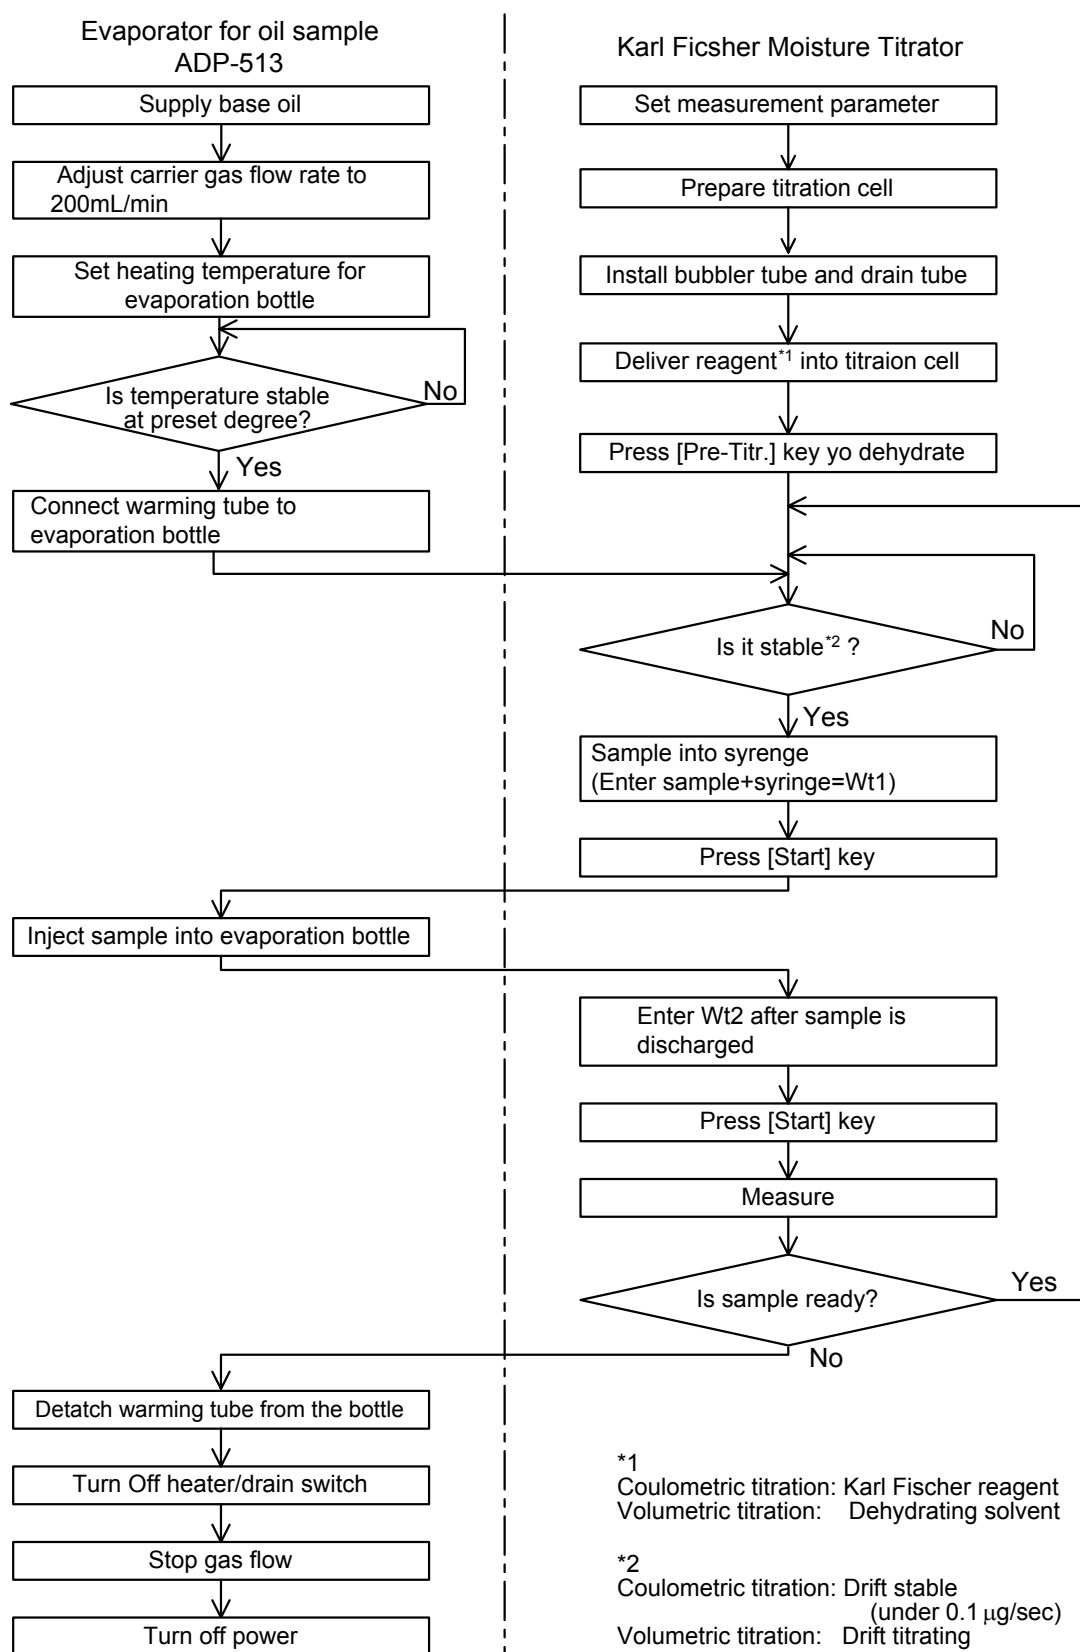 Evaporator for oil sample
ADP-513
Supply base oil
Adjust carrier gas flow rate to
200mL/min
Set heating temperature for
evaporation bottle
Is temperature stable
at preset degree?
No
Yes
Connect warming tube to
evaporation bottle
Karl Ficsher Moisture Titrator
Set measurement parameter
Prepare titration cell
Install bubbler tube and drain tube
Deliver reagent*1 into titraion cell
Press [Pre-Titr.] key yo dehydrate
Is it stable*2 ?
No
Yes
Sample into syrenge
(Enter sample+syringe=Wt1)
Press [Start] key
Inject sample into evaporation bottle
Enter Wt2 after sample is
discharged
Press [Start] key
Measure
Is sample ready?
Yes
No
Detatch warming tube from the bottle
Turn Off heater/drain switch
Stop gas flow
Turn off power
*1
Coulometric titration: Karl Fischer reagent
Volumetric titration: Dehydrating solvent
*2
Coulometric titration: Drift stable
(under 0.1 µg/sec)
Volumetric titration: Drift titrating